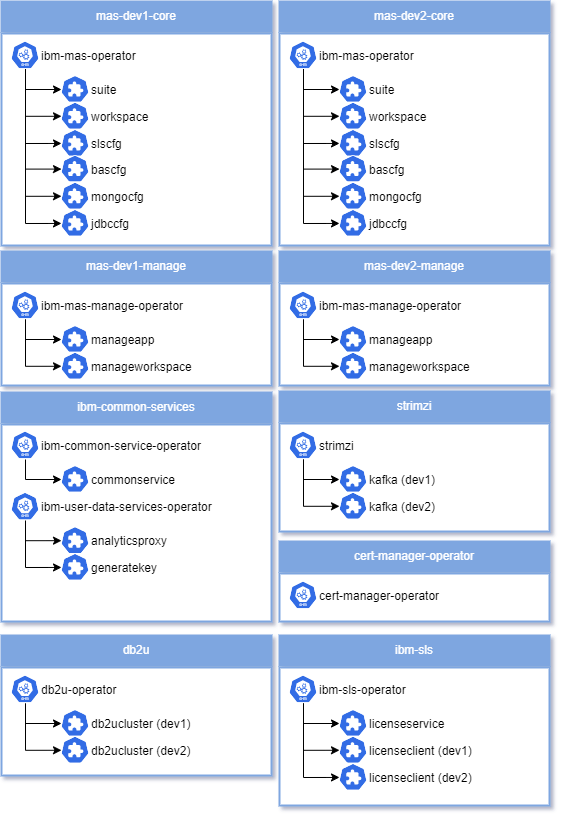 mas-dev1-core
ibm-mas-operator
suite
workspace
slscfg
bascfg
mongocfg
jdbccfg
mas-dev2-core
ibm-mas-operator
suite
workspace
slscfg
bascfg
mongocfg
jdbccfg
mas-dev1-manage
ibm-mas-manage-operator
manageapp
manageworkspace
mas-dev2-manage
ibm-mas-manage-operator
manageapp
manageworkspace
ibm-common-services
ibm-common-service-operator
commonservice
ibm-user-data-services-operator
analyticsproxy
generatekey
strimzi
strimzi
kafka (dev1)
kafka (dev2)
cert-manager-operator
cert-manager-operator
db2u
db2u-operator
db2ucluster (dev1)
db2ucluster (dev2)
ibm-sls
ibm-sls-operator
licenseservice
licenseclient (dev1)
licenseclient (dev2)